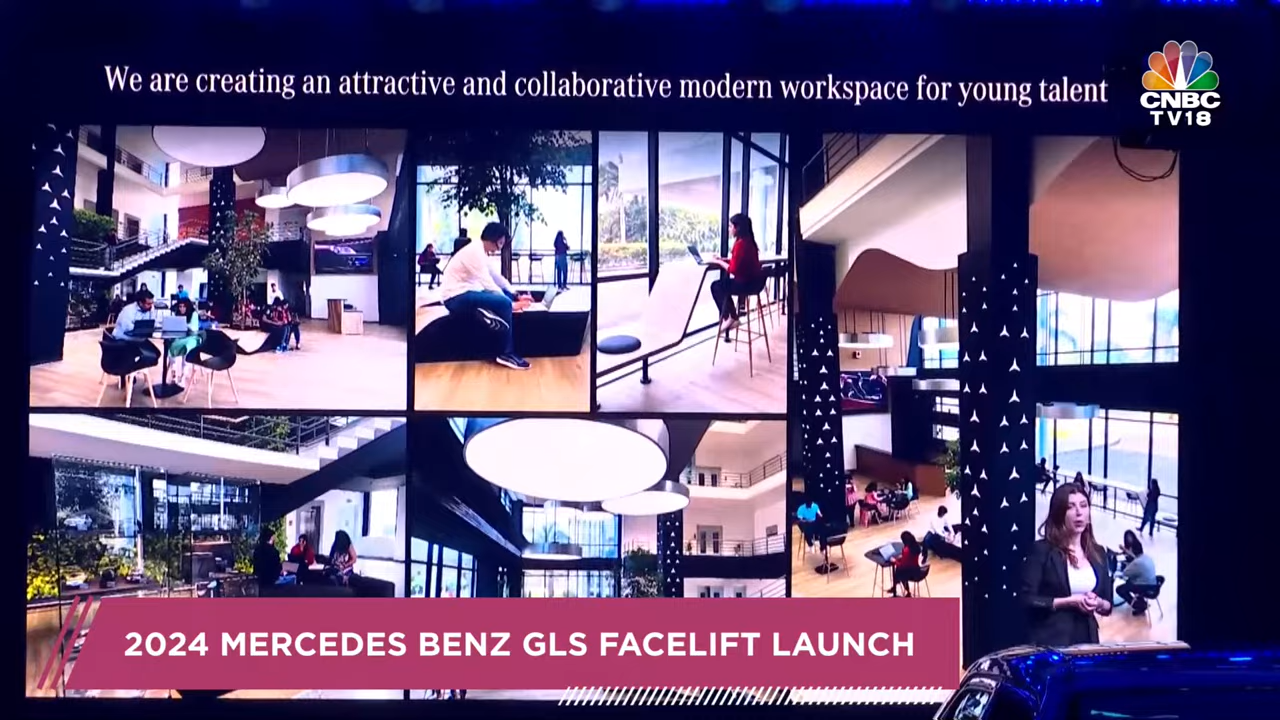 We are creating an attractive and collaborative modern workspace for young talent
CNBC
TV18
2024 MERCEDES BENZ GLS FACELIFT LAUNCH